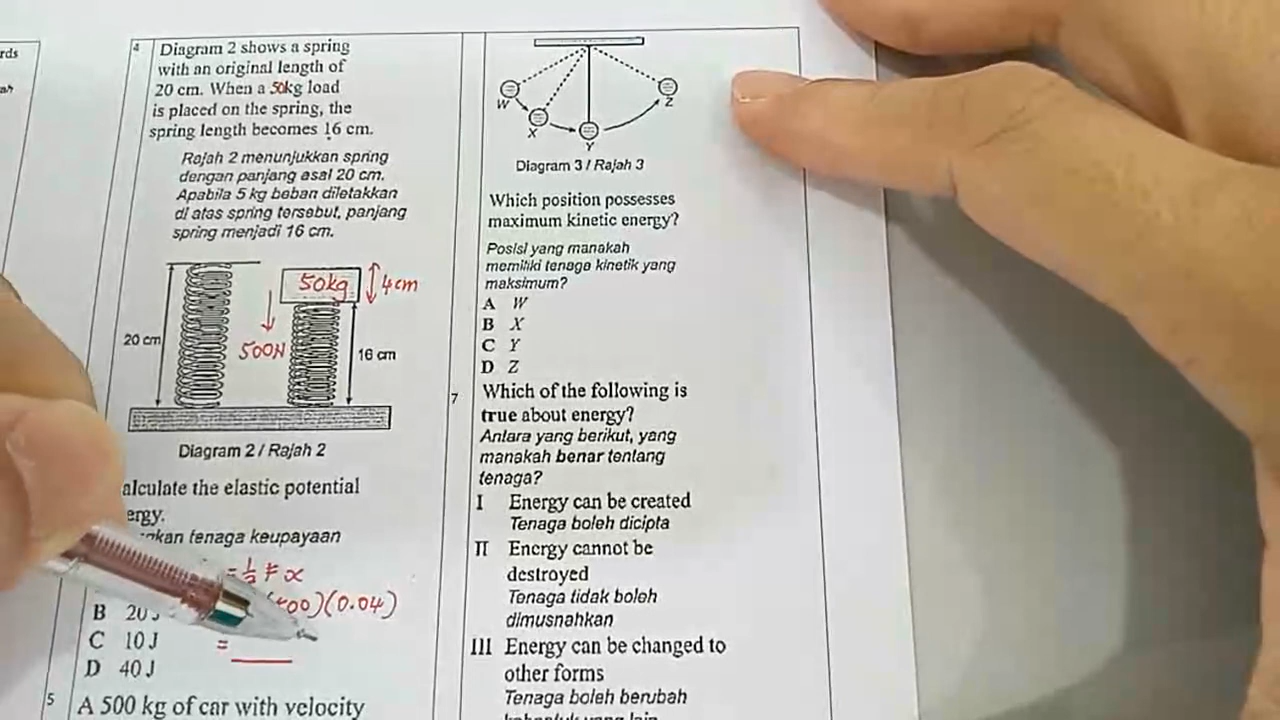 rds
4 Diagram 2 shows a spring
with an original length of
20 cm. When a 50kg load
is placed on the spring, the
spring length becomes 16 cm.
Rajah 2 menunjukkan spring
dengan panjang asal 20 cm.
Apabila 5 kg beban diletakkan
di atas spring tersebut, panjang
spring menjadi 16 cm.
50kg
4cm
20 cm
500N
16 cm
Diagram 2 / Rajah 2
alculate the elastic potential
ergy.
kan tenaga keupayaan
= 1/2 F x
00)(0.04)
B 20 J
C 10 J
=
D 40 J
5 A 500 kg of car with velocity
W
X
Y
Z
Diagram 3 / Rajah 3
Which position possesses
maximum kinetic energy?
Posisi yang manakah
memiliki tenaga kinetik yang
maksimum?
A W
B X
C Y
D Z
7 Which of the following is
true about energy?
Antara yang berikut, yang
manakah benar tentang
tenaga?
I Energy can be created
Tenaga boleh dicipta
II Energy cannot be
destroyed
Tenaga tidak boleh
dimusnahkan
III Energy can be changed to
other forms
Tenaga boleh berubah